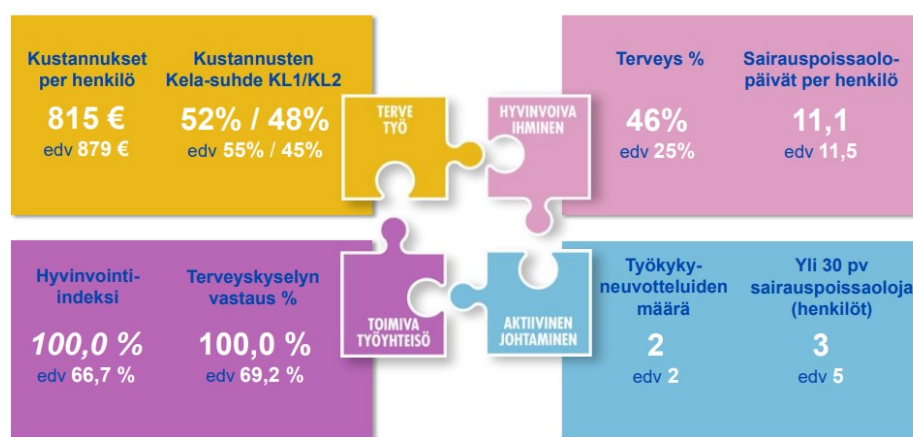 Kustannukset
per henkilö
815 €
edv 879 €
Kustannusten
Kela-suhde KL1/KL2
52% / 48%
edv 55% / 45%
TERVE
TYÖ
HYVINVOIVA
IHMINEN
Terveys %
46%
edv 25%
Sairauspoissaolo-
päivät per henkilö
11,1
edv 11,5
Hyvinvointi-
indeksi
100,0 %
edv 66,7 %
Terveyskyselyn
vastaus %
100,0 %
edv 69,2 %
TOIMIVA
TYÖYHTEISÖ
AKTIIVINEN
JOHTAMINEN
Työkyky-
neuvotteluiden
määrä
2
edv 2
Yli 30 pv
sairauspoissaoloja
(henkilöt)
3
edv 5